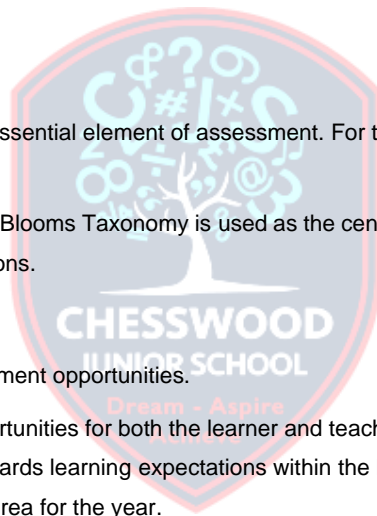 ssential element of assessment. For t
Blooms Taxonomy is used as the cen
ons.
CHESSWOOD
JUNIOR SCHOOL
ment opportunities.
Dream - Aspire
Achieve
rtunities for both the learner and teach
ards learning expectations within the
rea for the year.